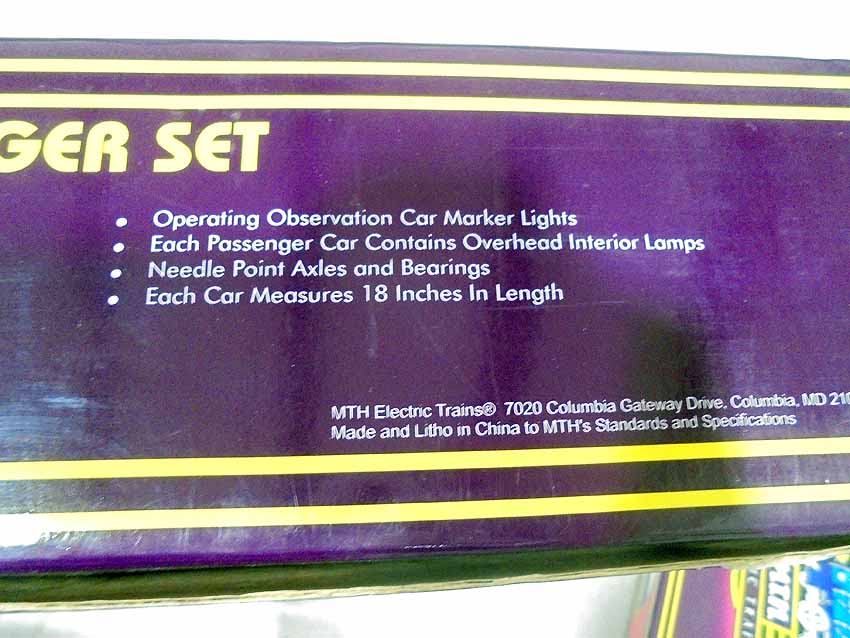 GER SET
• Operating Observation Car Marker Lights
• Each Passenger Car Contains Overhead Interior Lamps
• Needle Point Axles and Bearings
• Each Car Measures 18 Inches In Length
MTH Electric Trains® 7020 Columbia Gateway Drive, Columbia, MD 210
Made and Litho in China to MTH's Standards and Specifications